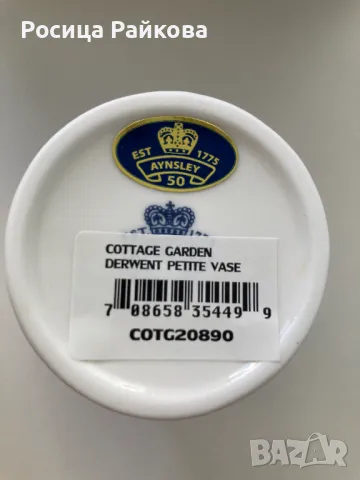 Росица Райкова
EST 1775
AYNSLEY
50
COTTAGE GARDEN
DERWENT PETITE VASE
7 08658 35449 9
COTG20890
BAZAR